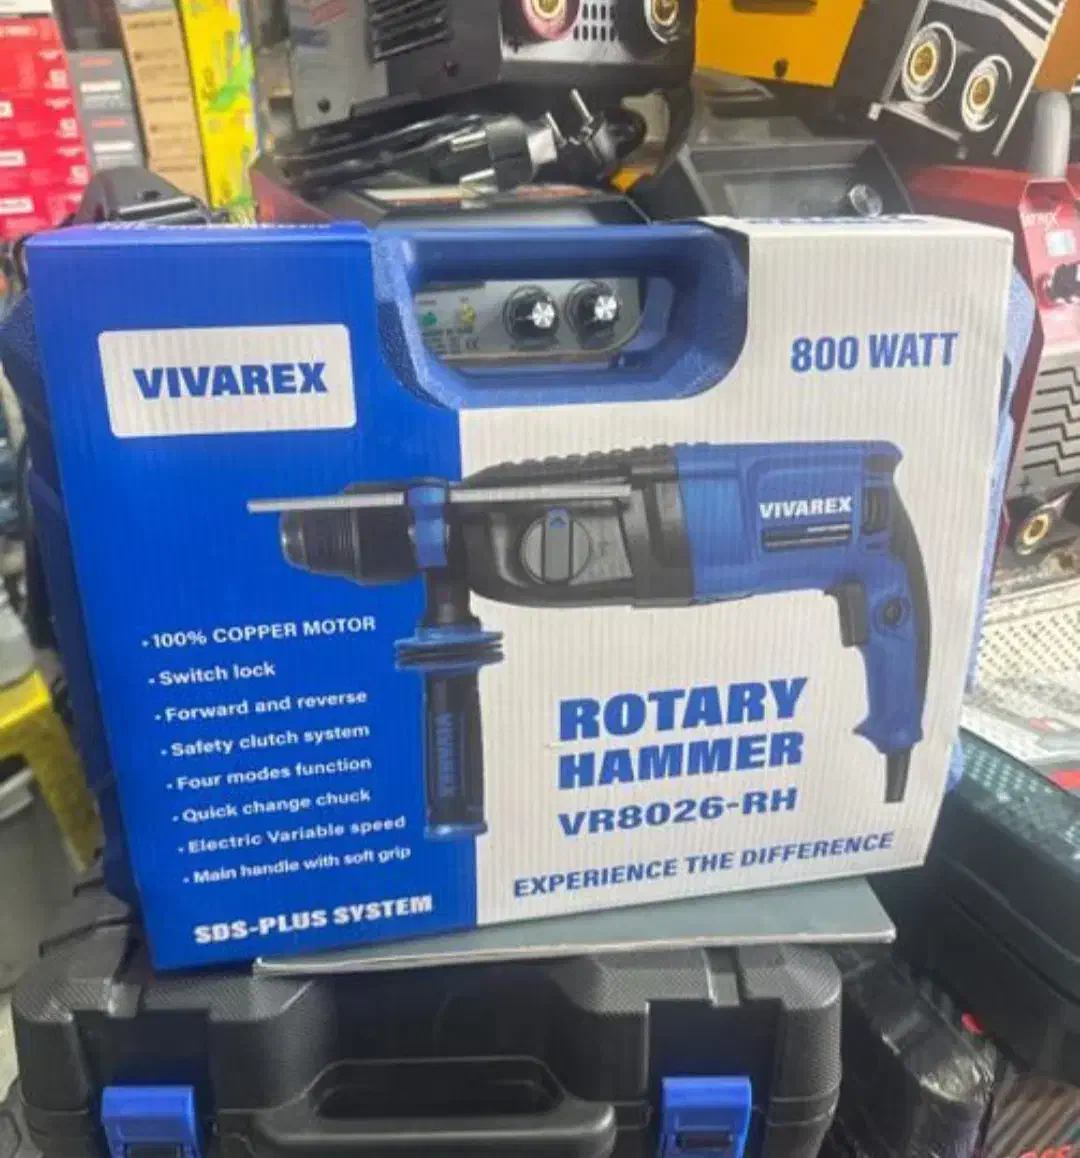 VIVAREX
800 WATT
VIVAREX
VIVAREX
• 100% COPPER MOTOR
• Switch lock
• Forward and reverse
• Safety clutch system
• Four modes function
• Quick change chuck
• Electric Variable speed
• Main handle with soft grip
SDS-PLUS SYSTEM
ROTARY
HAMMER
VR8026-RH
EXPERIENCE THE DIFFERENCE